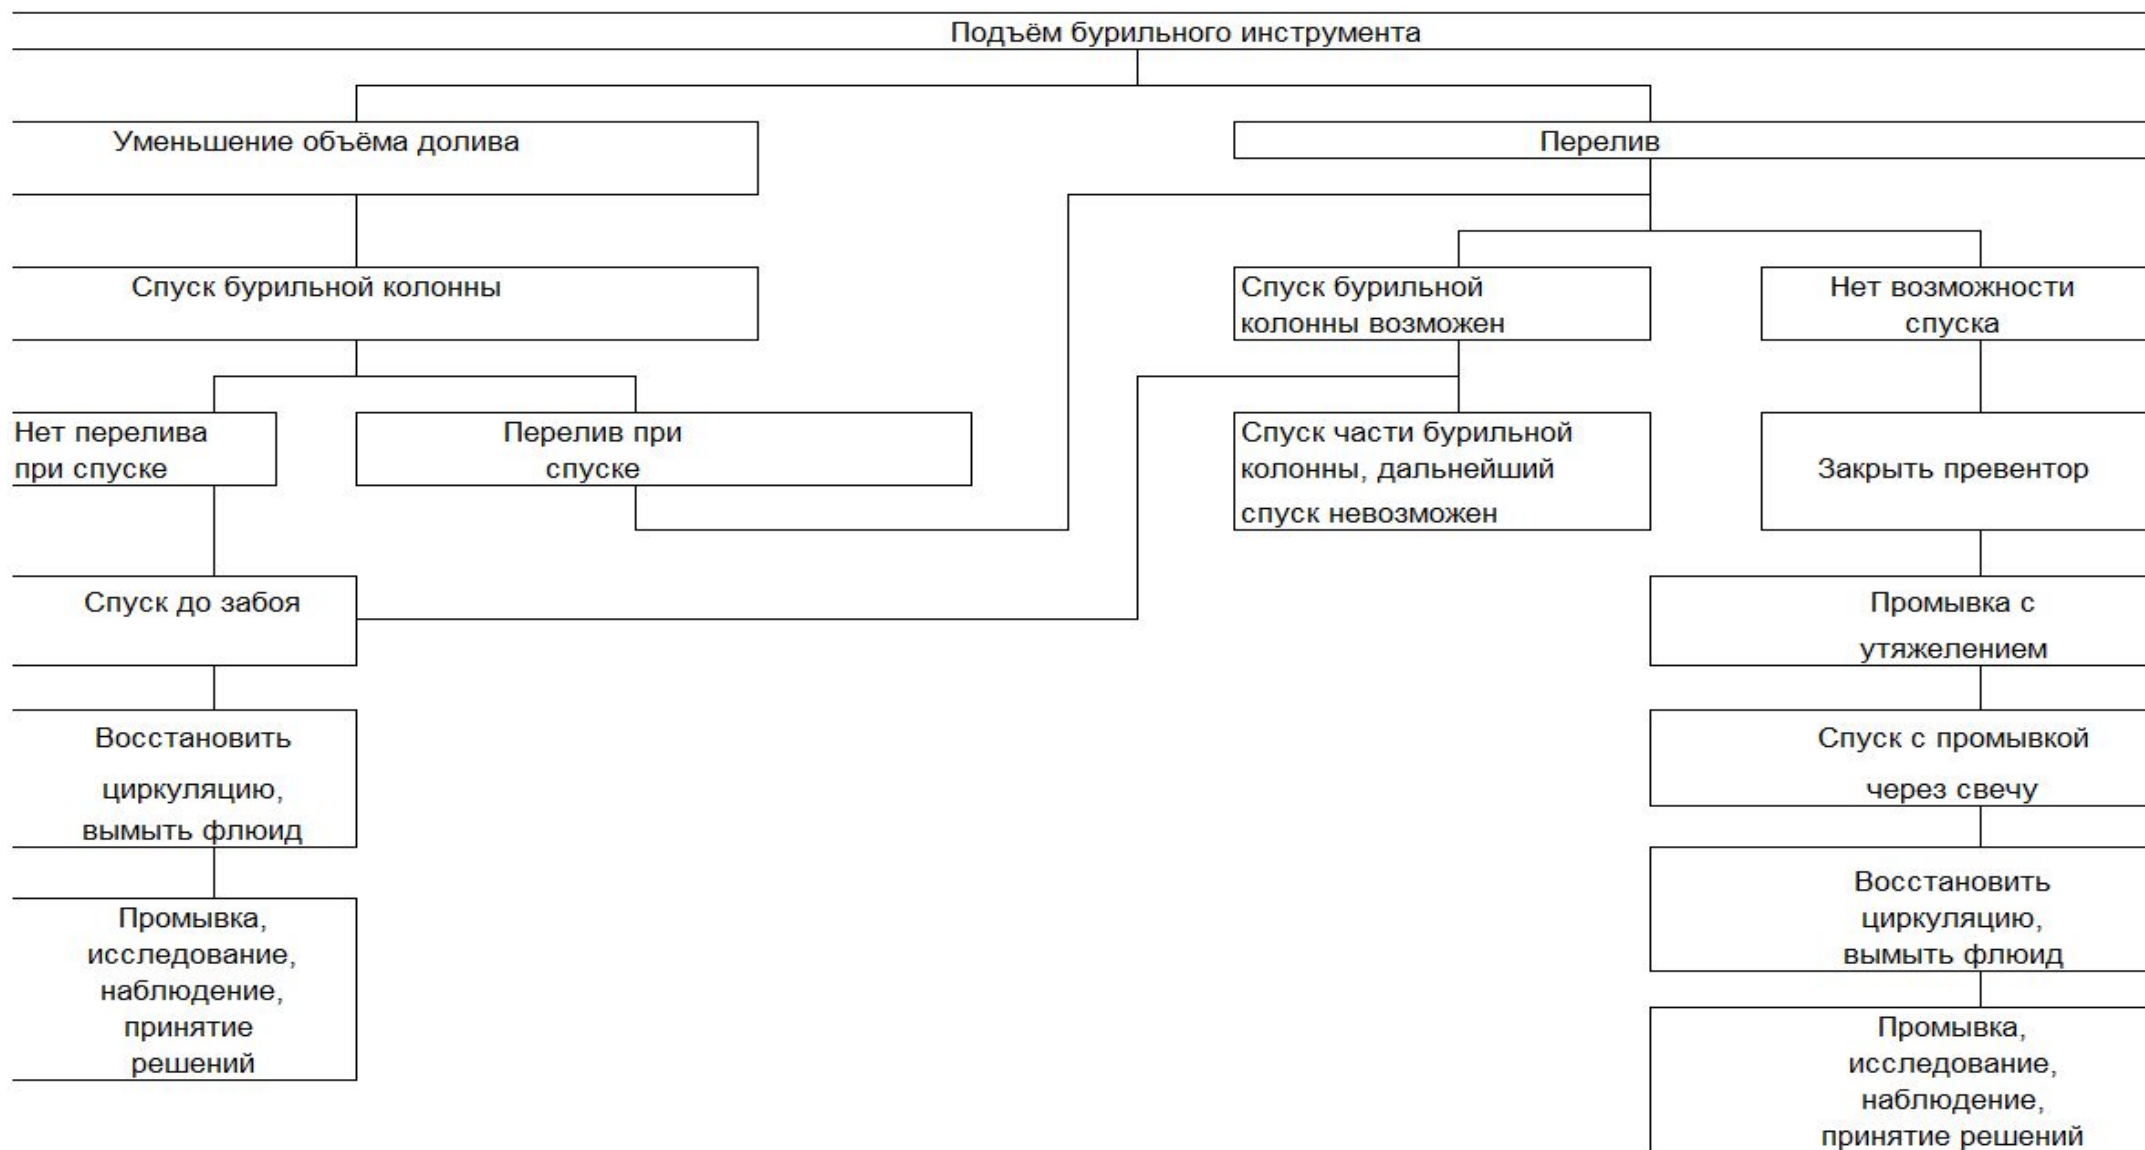 Подъём бурильного инструмента
Уменьшение объёма долива
Перелив
Спуск бурильной колонны
Спуск бурильной
колонны возможен
Нет возможности
спуска
Нет перелива
при спуске
Перелив при
спуске
Спуск части бурильной
колонны, дальнейший
спуск невозможен
Закрыть превентор
Спуск до забоя
Промывка с
утяжелением
Восстановить
циркуляцию,
вымыть флюид
Спуск с промывкой
через свечу
Промывка,
исследование,
наблюдение,
принятие
решений
Восстановить
циркуляцию,
вымыть флюид
Промывка,
исследование,
наблюдение,
принятие решений